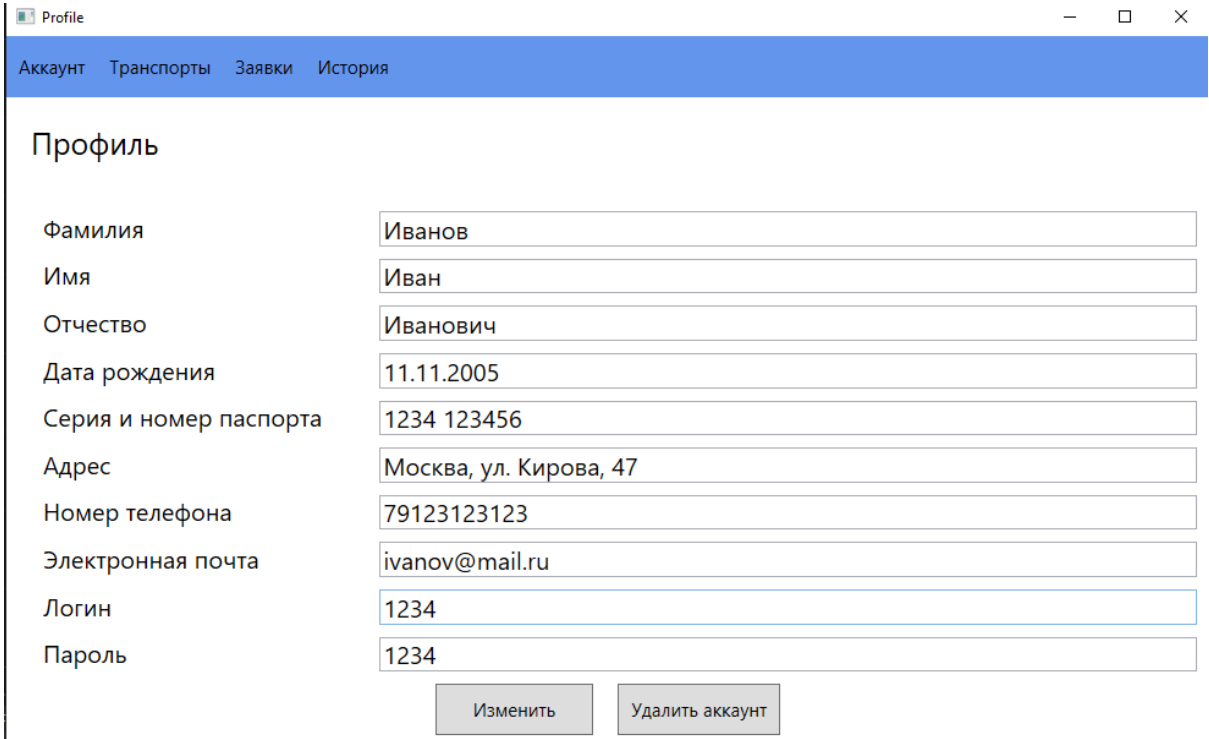 Profile
Аккаунт Транспорты Заявки История
Профиль
Фамилия Иванов
Имя Иван
Отчество Иванович
Дата рождения 11.11.2005
Серия и номер паспорта 1234 123456
Адрес Москва, ул. Кирова, 47
Номер телефона 79123123123
Электронная почта ivanov@mail.ru
Логин 1234
Пароль 1234
Изменить Удалить аккаунт